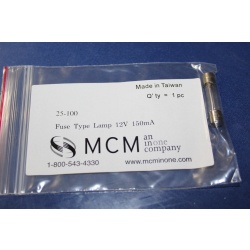 Made in Taiwan
Q'ty = 1 pc
25-100
Fuse Type Lamp 12V 150mA
MCM an inone company
1-800-543-4330 www.mcminone.com